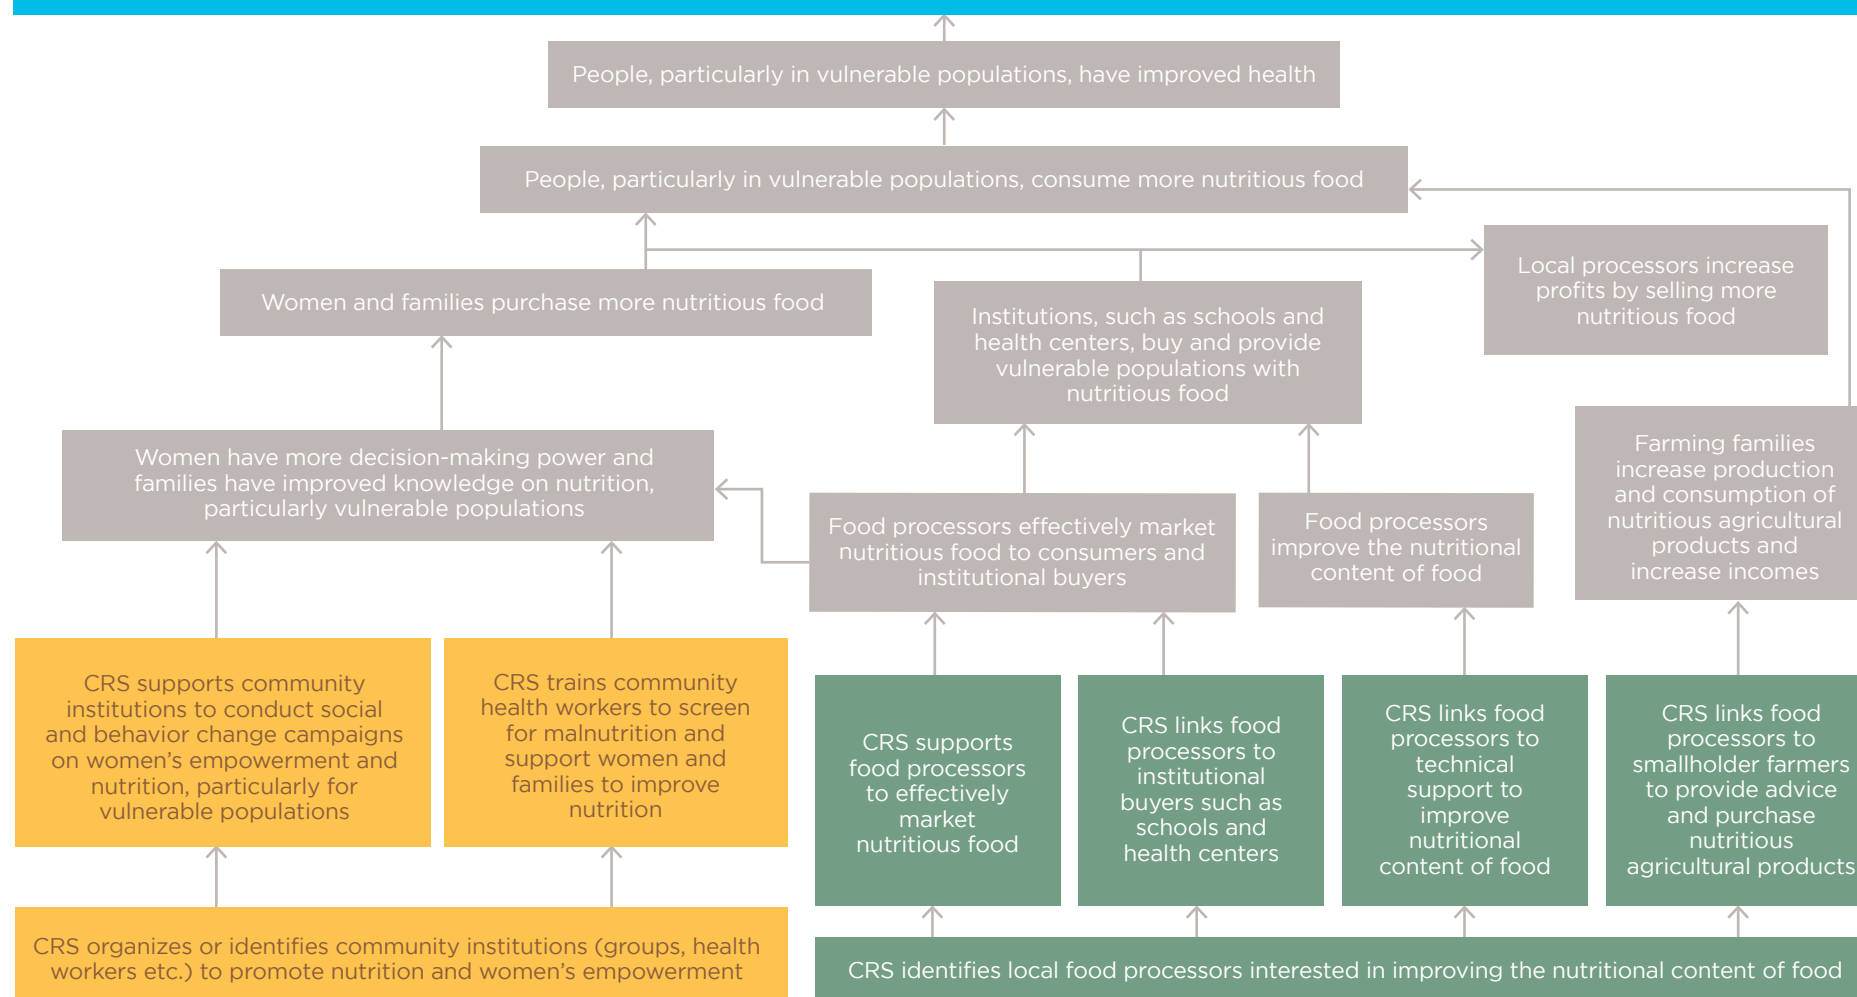 People, particularly in vulnerable populations, have improved health
People, particularly in vulnerable populations, consume more nutritious food
Local processors increase
profits by selling more
nutritious food
Women and families purchase more nutritious food
Institutions, such as schools and
health centers, buy and provide
vulnerable populations with
nutritious food
Women have more decision-making power and
families have improved knowledge on nutrition,
particularly vulnerable populations
Food processors effectively market
nutritious food to consumers and
institutional buyers
Food processors
improve the nutritional
content of food
Farming families
increase production
and consumption of
nutritious agricultural
products and
increase incomes
CRS supports community
institutions to conduct social
and behavior change campaigns
on women’s empowerment and
nutrition, particularly for
vulnerable populations
CRS trains community
health workers to screen
for malnutrition and
support women and
families to improve
nutrition
CRS supports
food processors
to effectively
market
nutritious food
CRS links food
processors to
institutional
buyers such as
schools and
health centers
CRS links food
processors to
technical
support to
improve
nutritional
content of food
CRS links food
processors to
smallholder farmers
to provide advice
and purchase
nutritious
agricultural products
CRS organizes or identifies community institutions (groups, health
workers etc.) to promote nutrition and women’s empowerment
CRS identifies local food processors interested in improving the nutritional content of food